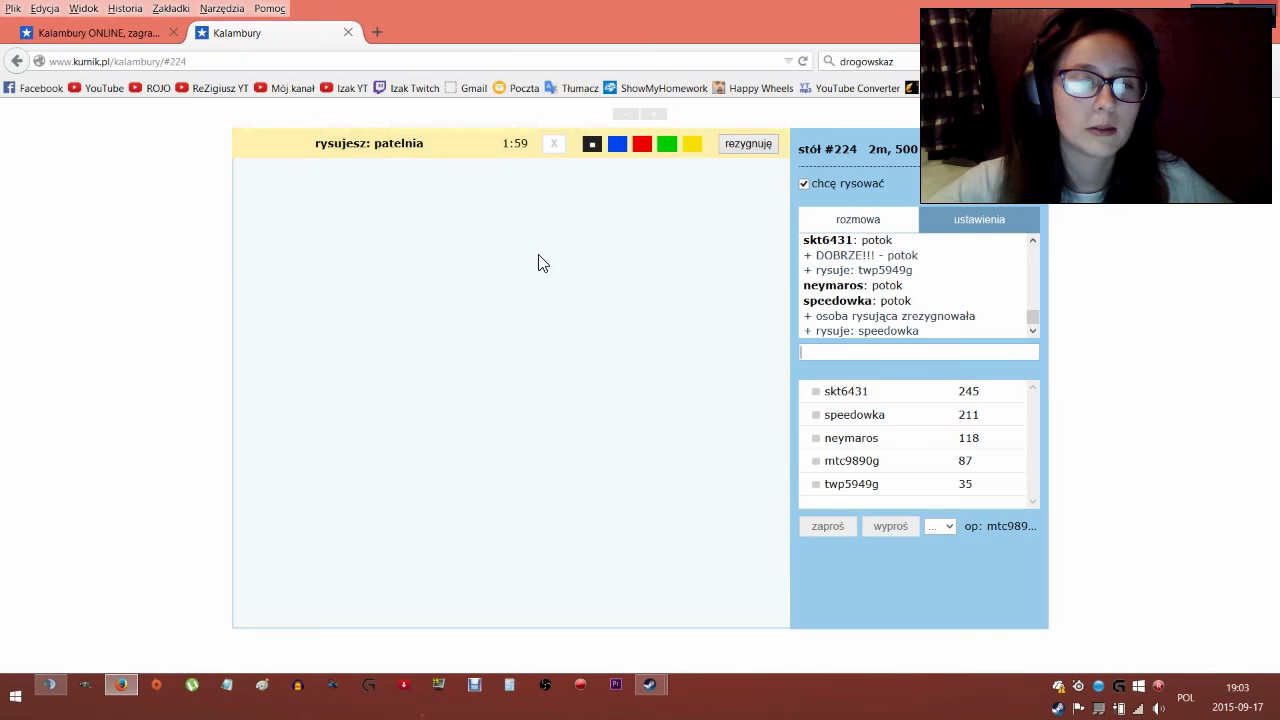 Plik Edycja Widok Historia Zakładki Narzędzia Pomoc
Kalambury ONLINE, zagra... Kalambury
www.kurnik.pl/kalambury/#224 drogowskaz
Facebook YouTube ROJO ReZigiusz YT Mój kanał Izak YT Izak Twitch Gmail Poczta Tłumacz ShowMyHomework Happy Wheels YouTube Converter
rysujesz: patelnia 1:59 X rezygnuję
stół #224 2m, 500
chcę rysować
rozmowa ustawienia
skt6431: potok
+ DOBRZE!!! - potok
+ rysuje: twp5949g
neymaros: potok
speedowka: potok
+ osoba rysująca zrezygnowała
+ rysuje: speedowka
skt6431 245
speedowka 211
neymaros 118
mtc9890g 87
twp5949g 35
zaproś wyproś ... op: mtc989...
19:03
POL
2015-09-17